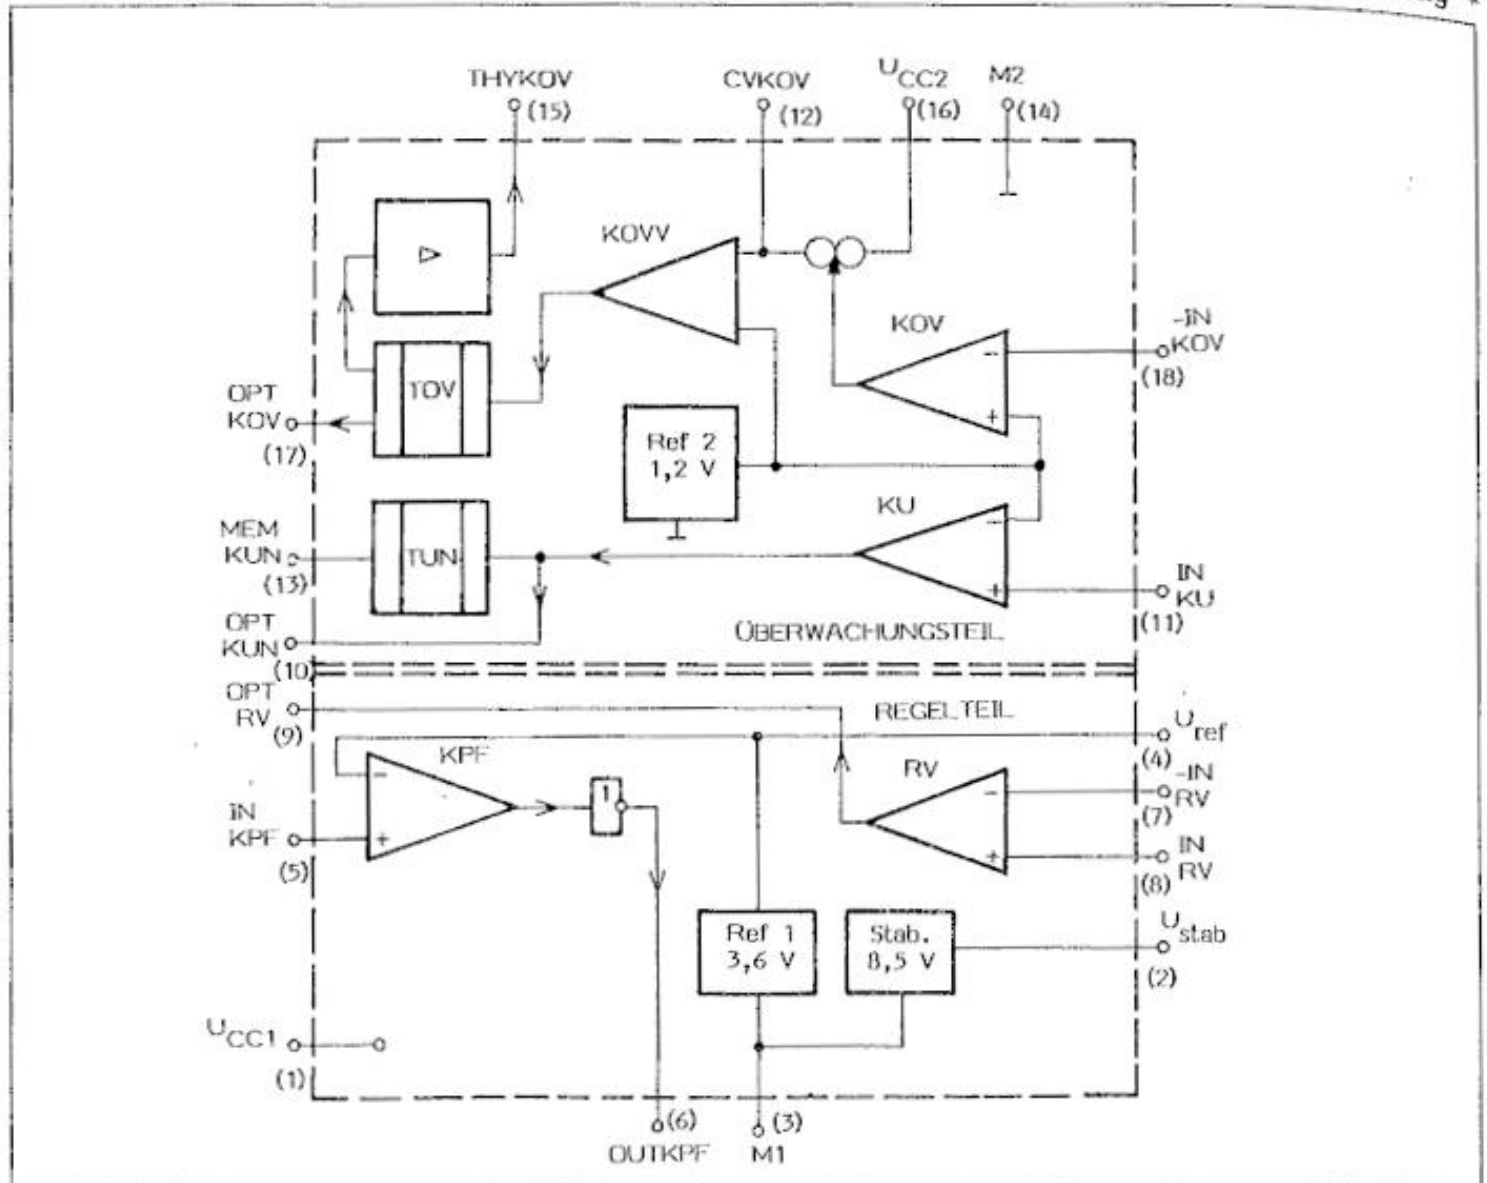 THYKOV
(15)
CVKOV
(12)
UCC2
(16)
M2
(14)
KOVV
KOV
-
+
-IN
KOV
(18)
TOV
OPT
KOV
(17)
Ref 2
1,2 V
KU
-
+
MEM
KUN
(13)
TUN
IN
KU
(11)
OPT
KUN
(10)
ÜBERWACHUNGSTEIL
OPT
RV
(9)
REGELTEIL
Uref
(4)
KPF
-
+
1
RV
-
+
-IN
RV
(7)
IN
KPF
(5)
IN
RV
(8)
Ref 1
3,6 V
Stab.
8,5 V
Ustab
(2)
UCC1
(1)
(6)
OUTKPF
(3)
M1